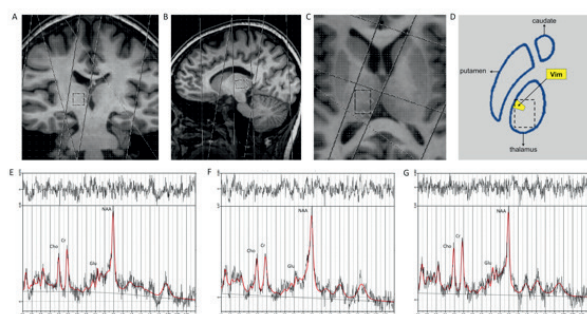 A
B
C
D
caudate
putamen
Vim
thalamus
E
F
G
NAA
Cho
Cr
Glu
NAA
Cho
Cr
Glu
NAA
Cho
Cr
Glu